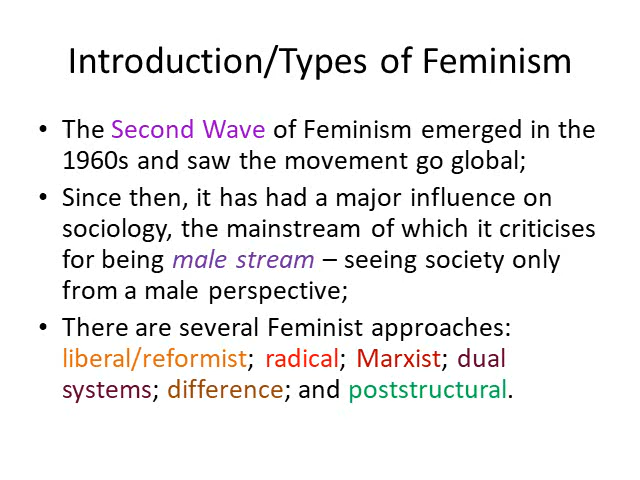 Introduction/Types of Feminism
• The Second Wave of Feminism emerged in the
1960s and saw the movement go global;
• Since then, it has had a major influence on
sociology, the mainstream of which it criticises
for being male stream – seeing society only
from a male perspective;
• There are several Feminist approaches:
liberal/reformist; radical; Marxist; dual
systems; difference; and poststructural.